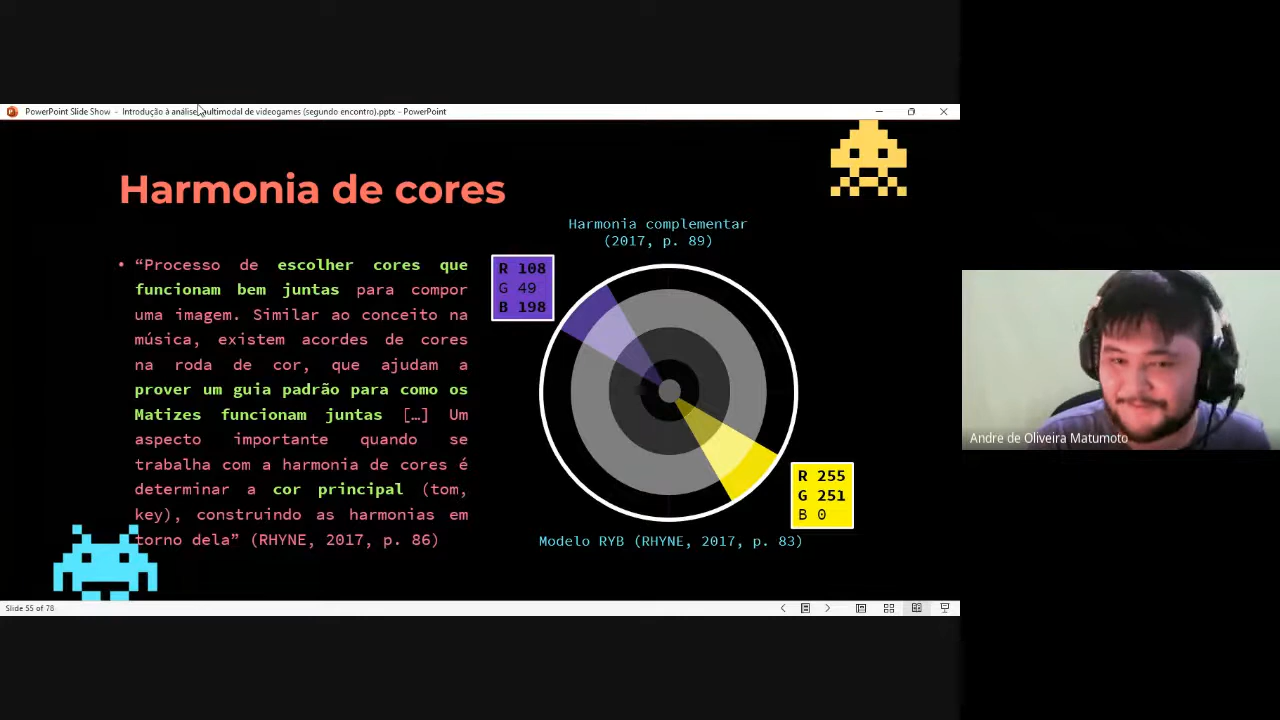 PowerPoint Slide Show - Introdução à análise multimodal de videogames (segundo encontro).pptx - PowerPoint
Harmonia de cores
• “Processo de escolher cores que
funcionam bem juntas para compor
uma imagem. Similar ao conceito na
música, existem acordes de cores
na roda de cor, que ajudam a
prover um guia padrão para como os
Matizes funcionam juntas […] Um
aspecto importante quando se
trabalha com a harmonia de cores é
determinar a cor principal (tom,
key), construindo as harmonias em
torno dela” (RHYNE, 2017, p. 86)
Harmonia complementar
(2017, p. 89)
R 108
G 49
B 198
R 255
G 251
B 0
Modelo RYB (RHYNE, 2017, p. 83)
Slide 55 of 78
Andre de Oliveira Matumoto